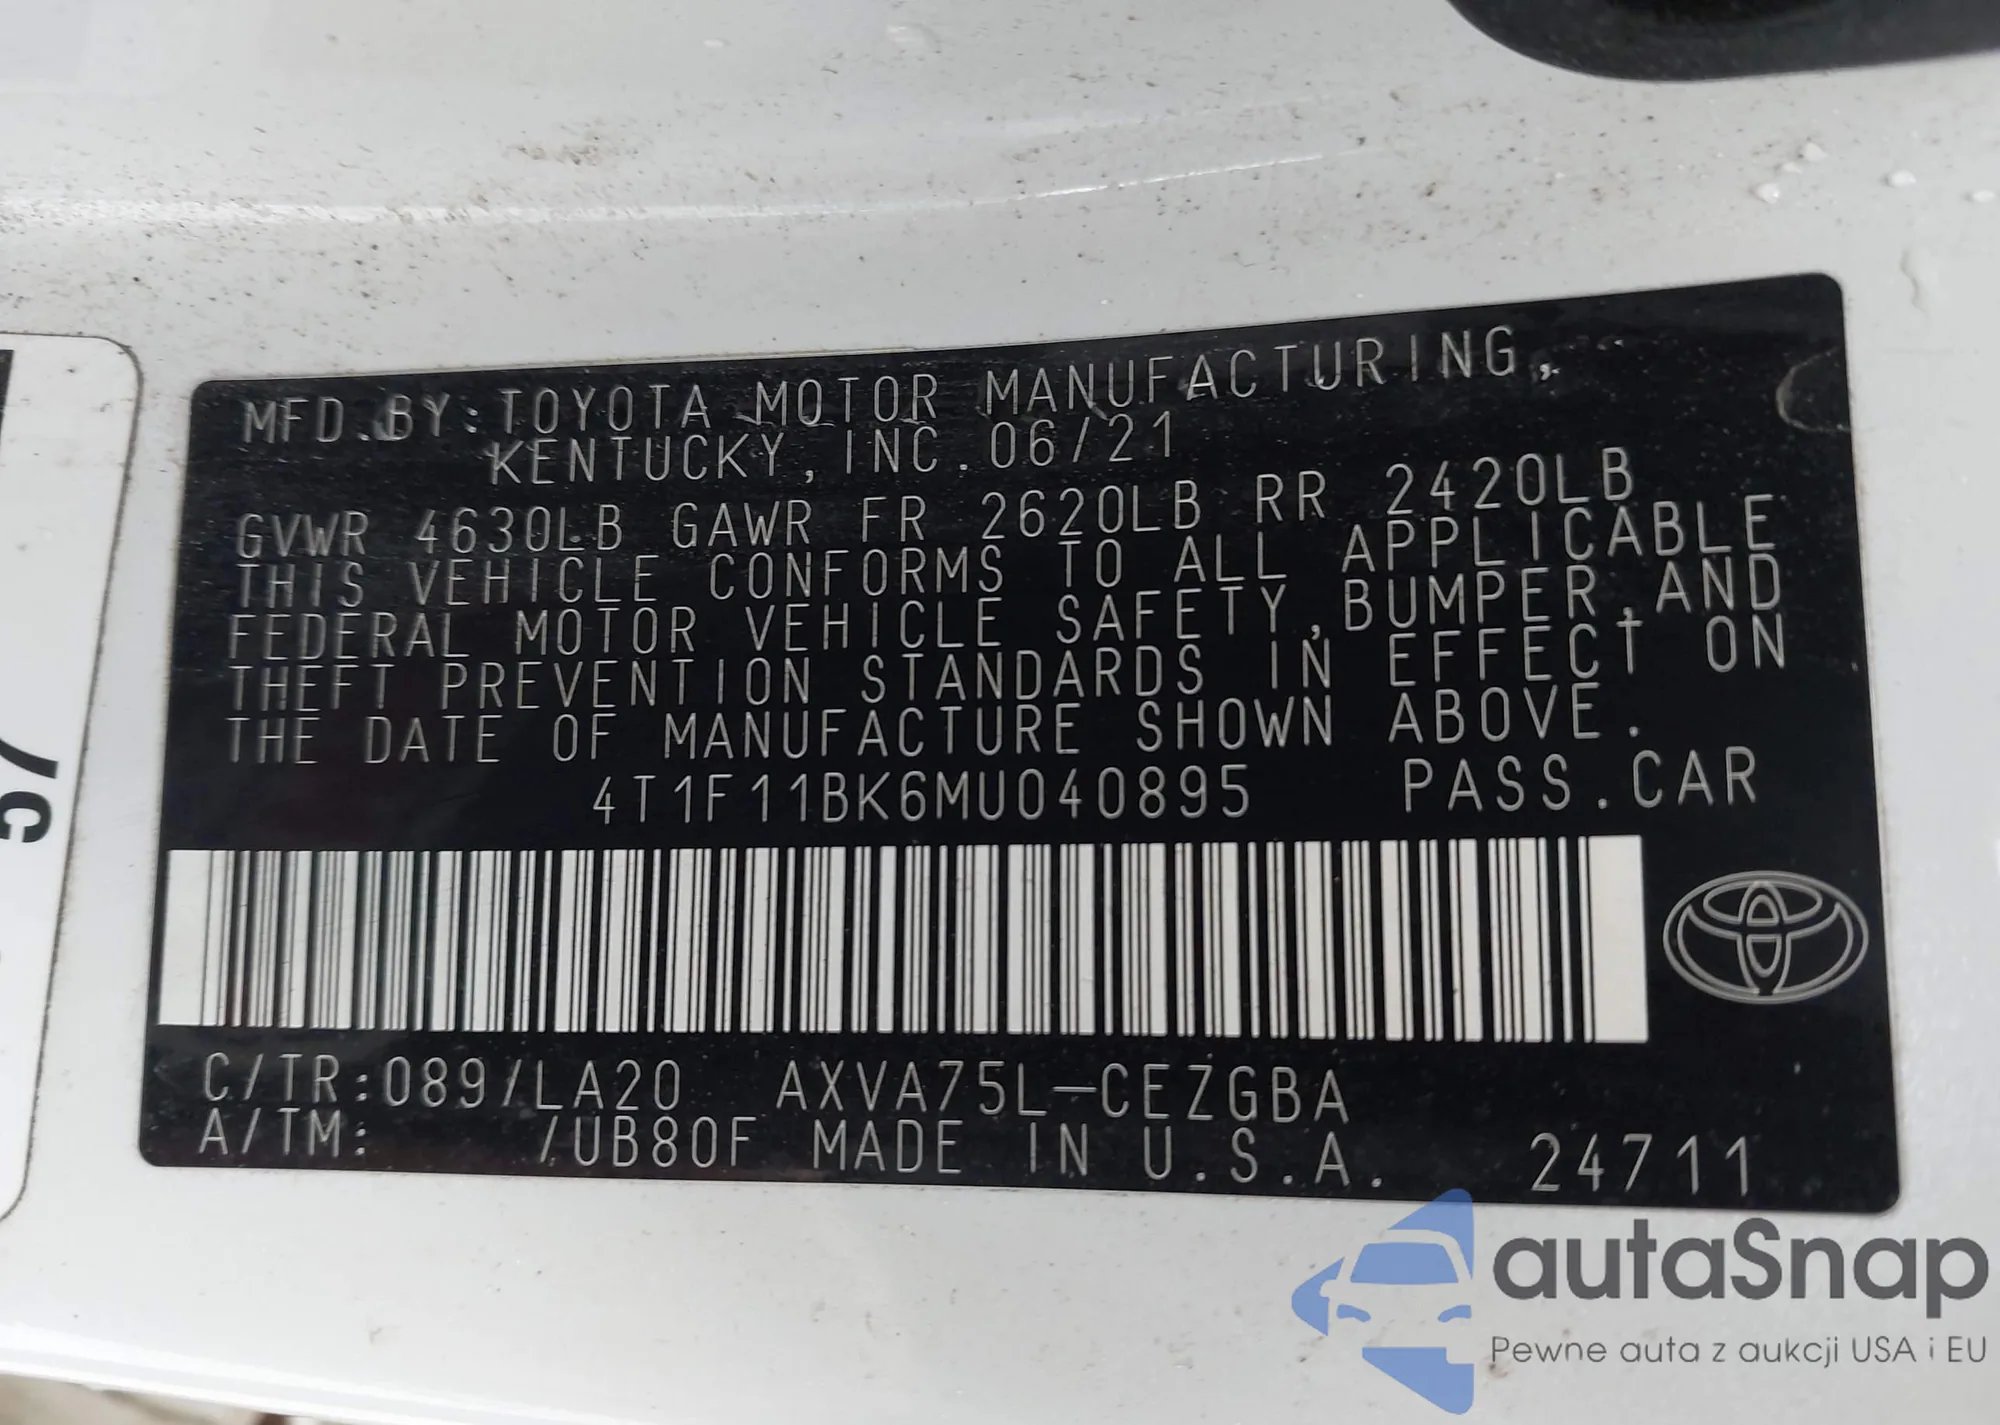 MFD.BY:TOYOTA MOTOR MANUFACTURING,
KENTUCKY, INC. 06/21
GVWR 4630LB GAWR FR 2620LB RR 2420LB
THIS VEHICLE CONFORMS TO ALL APPLICABLE
FEDERAL MOTOR VEHICLE SAFETY, BUMPER, AND
THEFT PREVENTION STANDARDS IN EFFECT ON
THE DATE OF MANUFACTURE SHOWN ABOVE.
4T1F11BK6MU040895 PASS.CAR
C/TR:089/LA20 AXVA75L-CEZGBA
A/TM: /UB80F MADE IN U.S.A. 24711
autaSnap
Pewne auta z aukcji USA i EU